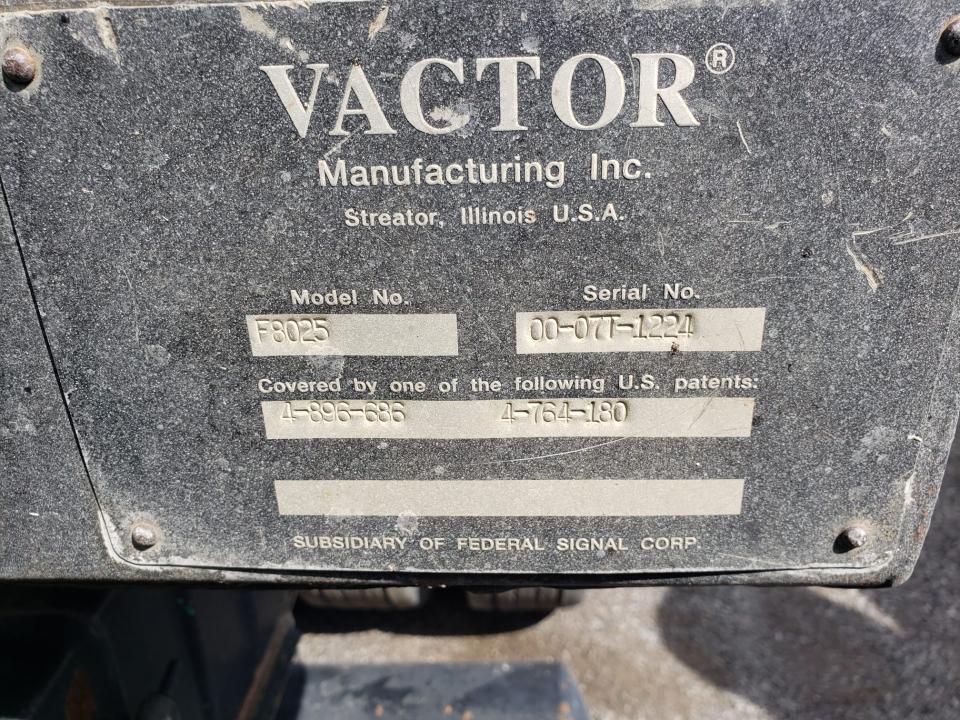 VACTOR®
Manufacturing Inc.
Streator, Illinois U.S.A.
Model No. Serial No.
F8025 00-07T-1224
Covered by one of the following U.S. patents:
4-896-686 4-764-180
SUBSIDIARY OF FEDERAL SIGNAL CORP.